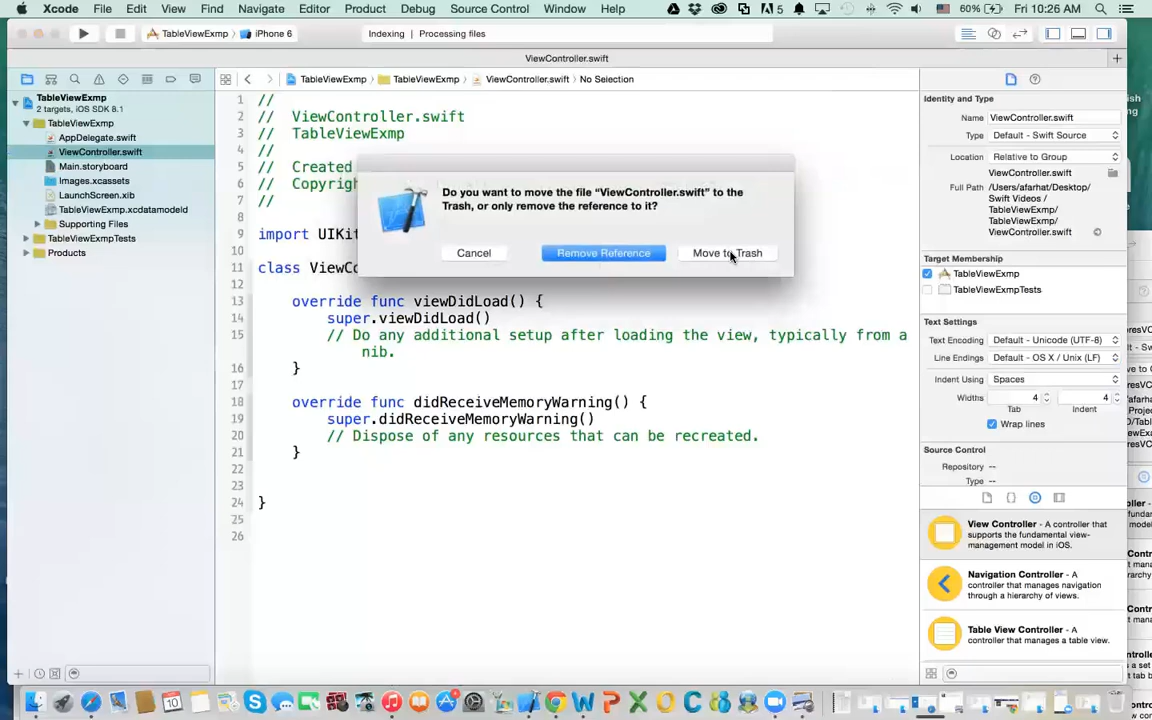 Xcode File Edit View Find Navigate Editor Product Debug Source Control Window Help 5 60% Fri 10:26 AM
TableViewExmp iPhone 6 Indexing | Processing files
ViewController.swift
TableViewExmp TableViewExmp ViewController.swift No Selection
TableViewExmp
2 targets, iOS SDK 8.1
TableViewExmp
AppDelegate.swift
ViewController.swift
Main.storyboard
Images.xcassets
LaunchScreen.xib
TableViewExmp.xcdatamodeld
Supporting Files
TableViewExmpTests
Products
1 //
2 // ViewController.swift
3 // TableViewExmp
4 //
5 // Created
6 // Copyrigh
7 //
9 import UIKit
10
11 class ViewCo
13 override func viewDidLoad() {
14 super.viewDidLoad()
15 // Do any additional setup after loading the view, typically from a
nib.
16 }
17
18 override func didReceiveMemoryWarning() {
19 super.didReceiveMemoryWarning()
20 // Dispose of any resources that can be recreated.
21 }
22
23
24 }
25
26
Do you want to move the file “ViewController.swift” to the
Trash, or only remove the reference to it?
Cancel Remove Reference Move to Trash
Identity and Type
Name ViewController.swift
Type Default - Swift Source
Location Relative to Group
ViewController.swift
Full Path /Users/afarhat/Desktop/
Swift Videos /
TableViewExmp/
TableViewExmp/
ViewController.swift
Target Membership
TableViewExmp
TableViewExmpTests
Text Settings
Text Encoding Default - Unicode (UTF-8)
Line Endings Default - OS X / Unix (LF)
Indent Using Spaces
Widths 4 4
Tab Indent
Wrap lines
Source Control
Repository --
Type --
View Controller - A controller that
supports the fundamental view-
management model in iOS.
Navigation Controller - A
controller that manages navigation
through a hierarchy of views.
Table View Controller - A
controller that manages a table view.
10